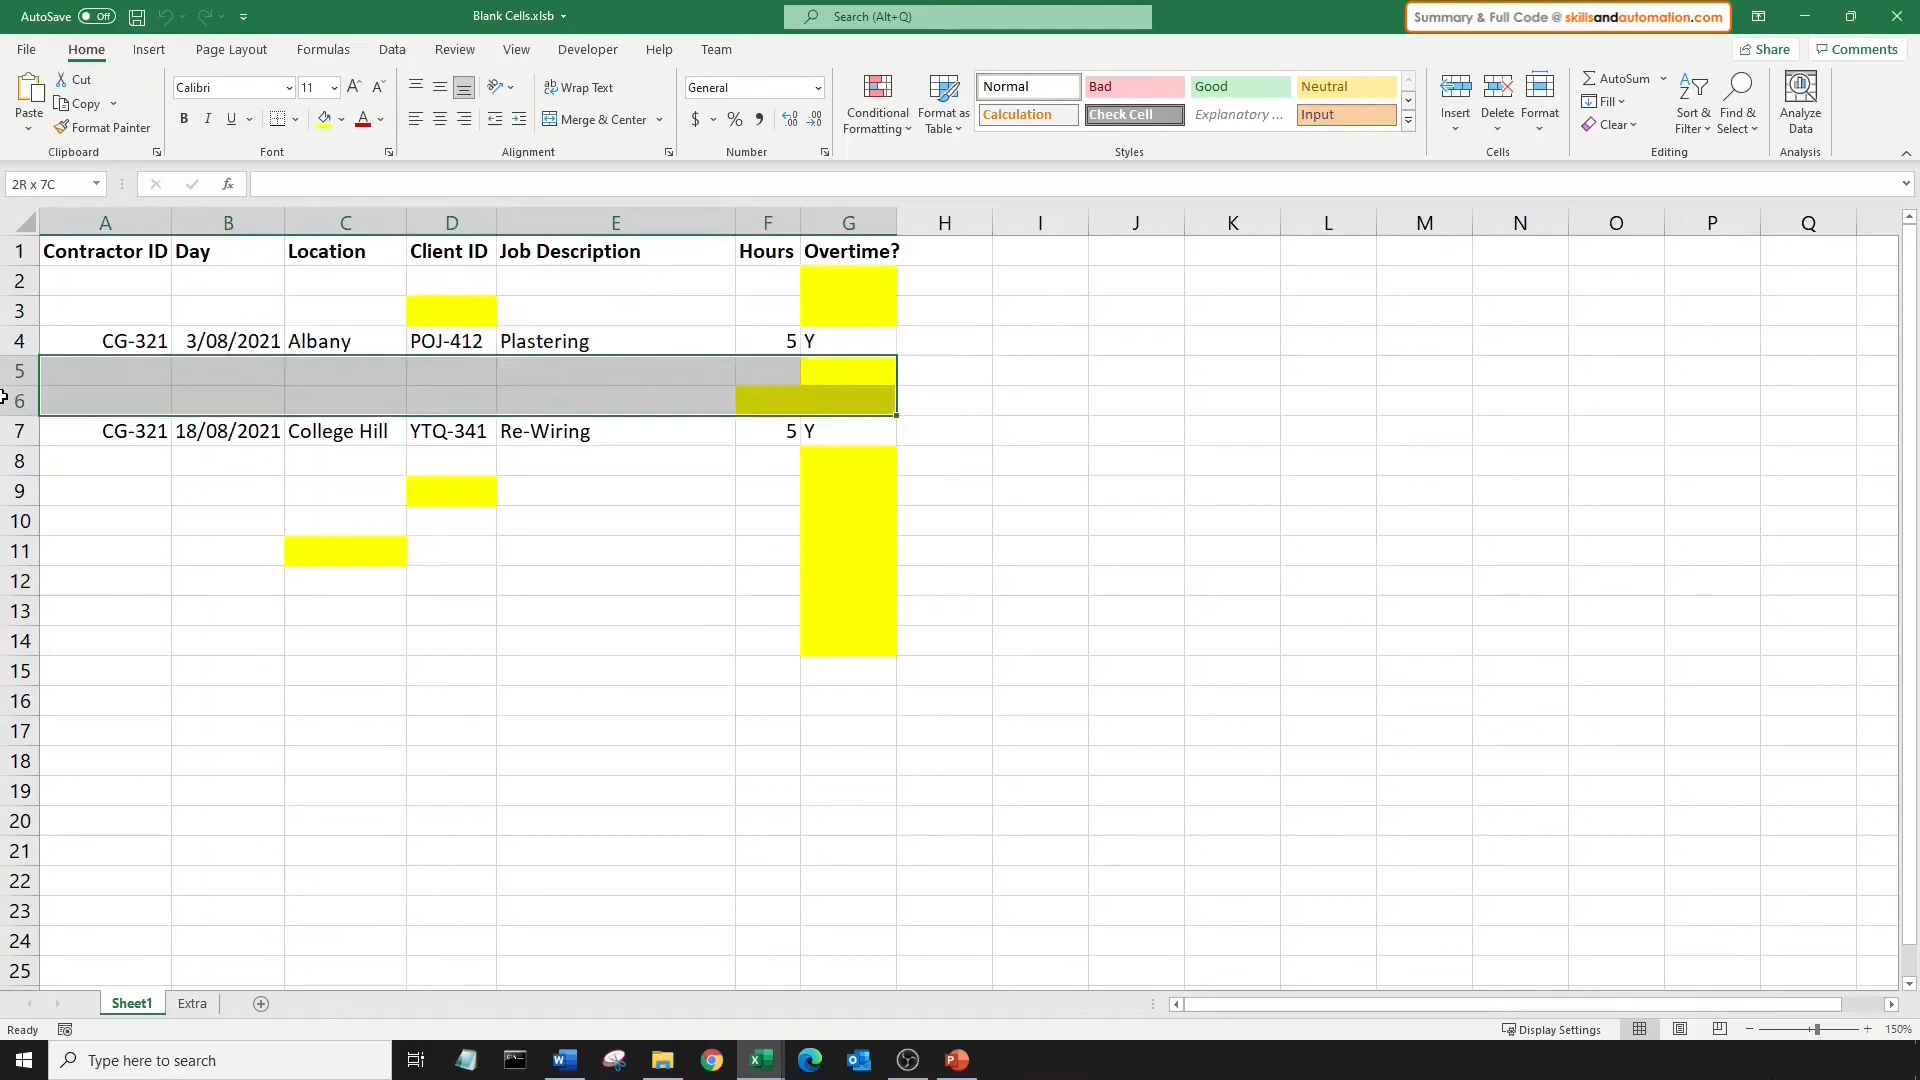 AutoSave Off
Blank Cells.xlsb
Search (Alt+Q)
Summary & Full Code @ skillsandautomation.com
File Home Insert Page Layout Formulas Data Review View Developer Help Team
Share Comments
Paste
Cut
Copy
Format Painter
Clipboard
Calibri 11
B I U
Font
Wrap Text
Merge & Center
Alignment
General
$ % 9
Number
Conditional Formatting
Format as Table
Normal Bad Good Neutral
Calculation Check Cell Explanatory ... Input
Styles
Insert Delete Format
Cells
AutoSum
Fill
Clear
Sort & Filter
Find & Select
Editing
Analyze Data
Analysis
2R x 7C
fx
A B C D E F G H I J K L M N O P Q
1 Contractor ID Day Location Client ID Job Description Hours Overtime?
2
3
4 CG-321 3/08/2021 Albany POJ-412 Plastering 5 Y
5
6
7 CG-321 18/08/2021 College Hill YTQ-341 Re-Wiring 5 Y
8
9
10
11
12
13
14
15
16
17
18
19
20
21
22
23
24
25
Sheet1 Extra
Ready
Display Settings
150%
Type here to search